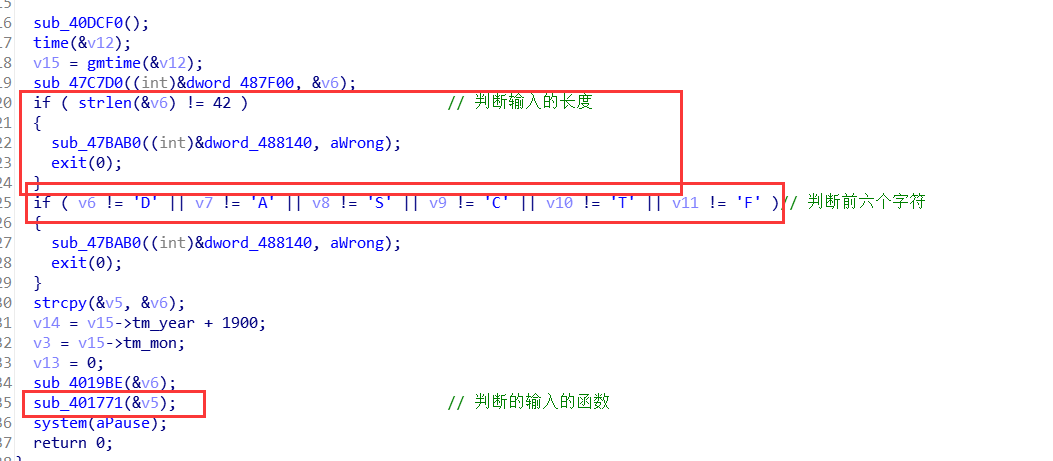 16 sub_40DCF0();
17 time(&v12);
18 v15 = gmtime(&v12);
19 sub_47C7D0((int)&dword_487F00, &v6);
20 if ( strlen(&v6) != 42 ) // 判断输入的长度
21 {
22 sub_47BAB0((int)&dword_488140, aWrong);
23 exit(0);
24 }
25 if ( v6 != 'D' || v7 != 'A' || v8 != 'S' || v9 != 'C' || v10 != 'T' || v11 != 'F' )// 判断前六个字符
26 {
27 sub_47BAB0((int)&dword_488140, aWrong);
28 exit(0);
29 }
30 strcpy(&v5, &v6);
31 v14 = v15->tm_year + 1900;
32 v3 = v15->tm_mon;
33 v13 = 0;
34 sub_4019BE(&v6);
35 sub_401771(&v5); // 判断的输入的函数
36 system(aPause);
37 return 0;
}